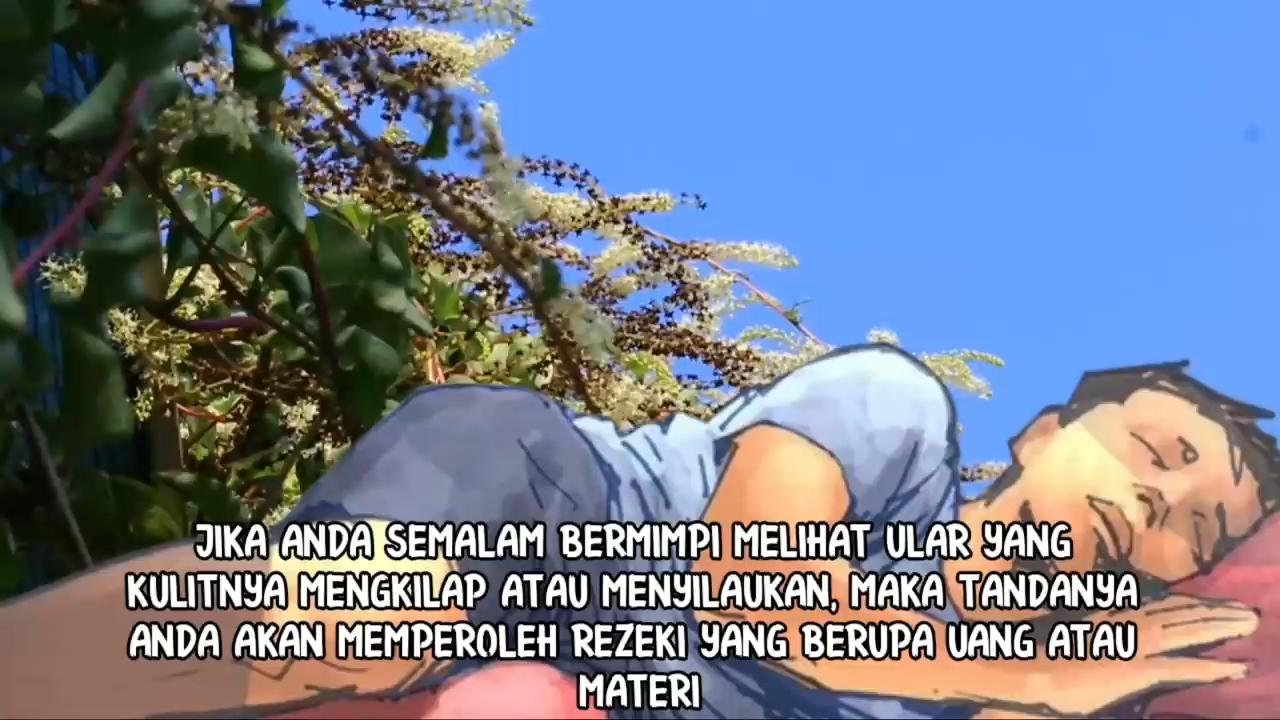 JIKA ANDA SEMALAM BERMIMPI MELIHAT ULAR YANG
KULITNYA MENGKILAP ATAU MENYILAUKAN, MAKA TANDANYA
ANDA AKAN MEMPEROLEH REZEKI YANG BERUPA UANG ATAU
MATERI